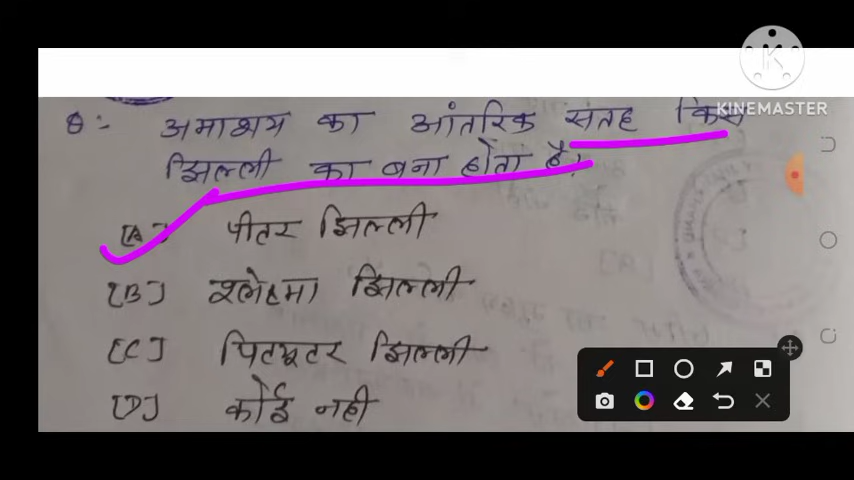 KINEMASTER
θ:- अमाशय का आंतरिक सतह किस
झिल्ली का बना होता है?
[A] पीतर झिल्ली
[B] श्लेष्मा झिल्ली
[C] पिट्यूटर झिल्ली
[D] कोई नही